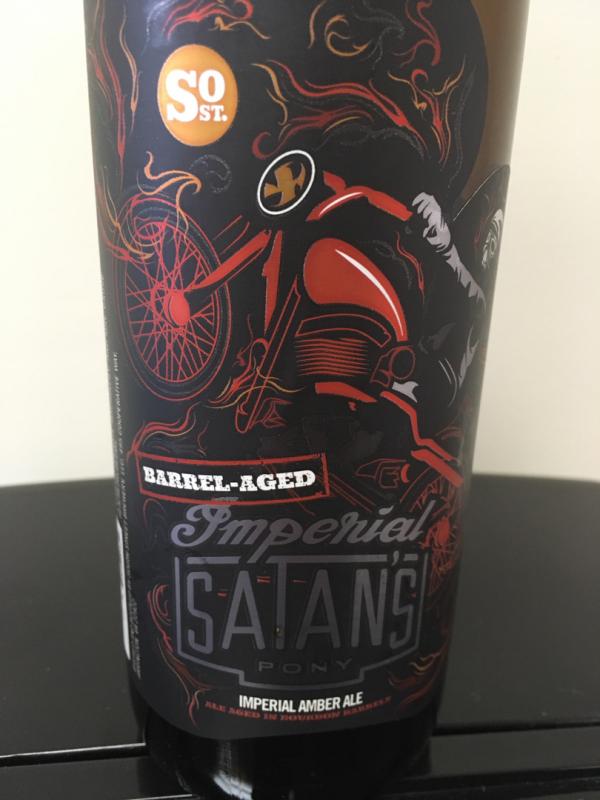 SO
ST.
BARREL-AGED
Imperial
SATAN'S
PONY
IMPERIAL AMBER ALE
ALE AGED IN BOURBON BARRELS